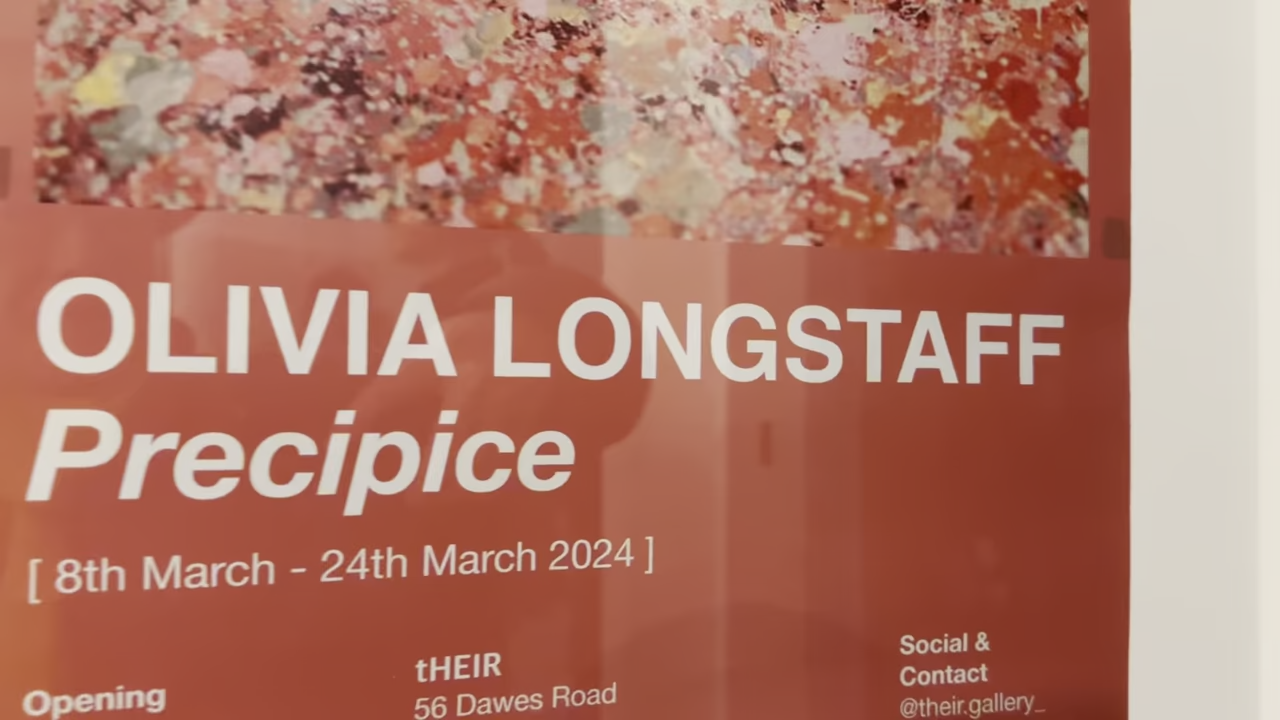 OLIVIA LONGSTAFF
Precipice
[ 8th March - 24th March 2024 ]
Opening
tHEIR
56 Dawes Road
Social &
Contact
@their.gallery_